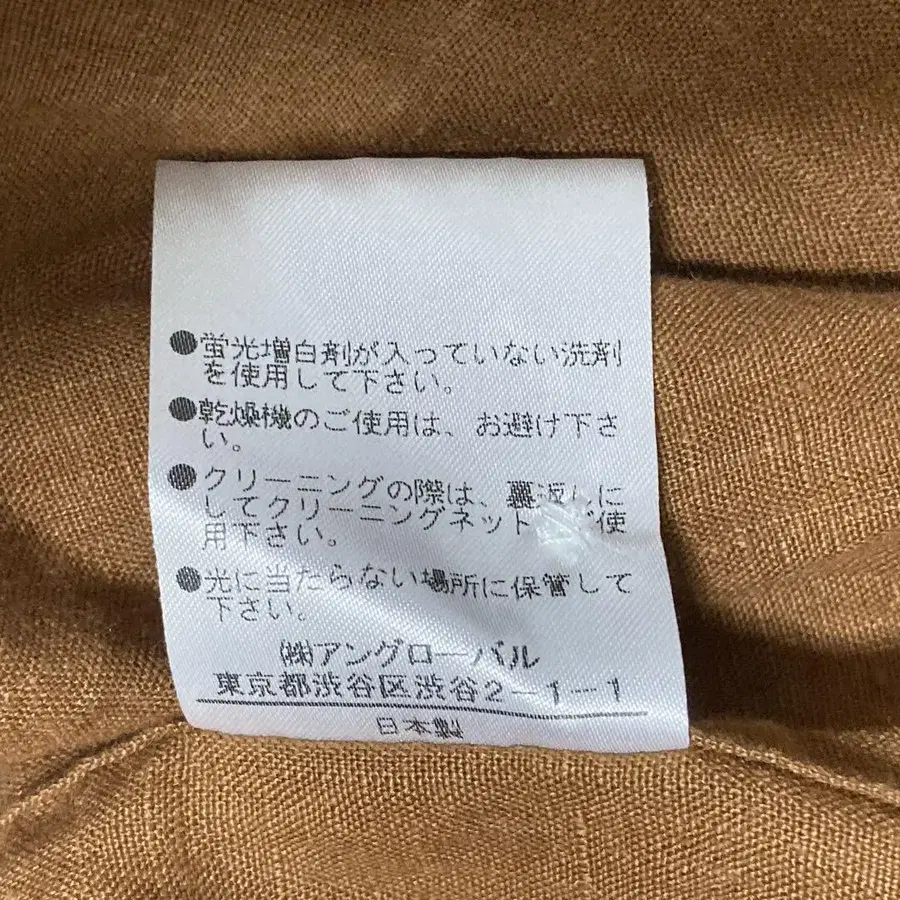 ●蛍光増白剤が入っていない洗剤
を使用して下さい。
●乾燥機のご使用は、お避け下さ
い。
●クリーニングの際は、裏返しに
してクリーニングネット ご使
用下さい。
●光に当たらない場所に保管して
下さい。
㈱アングローバル
東京都渋谷区渋谷2-1-1
日本製